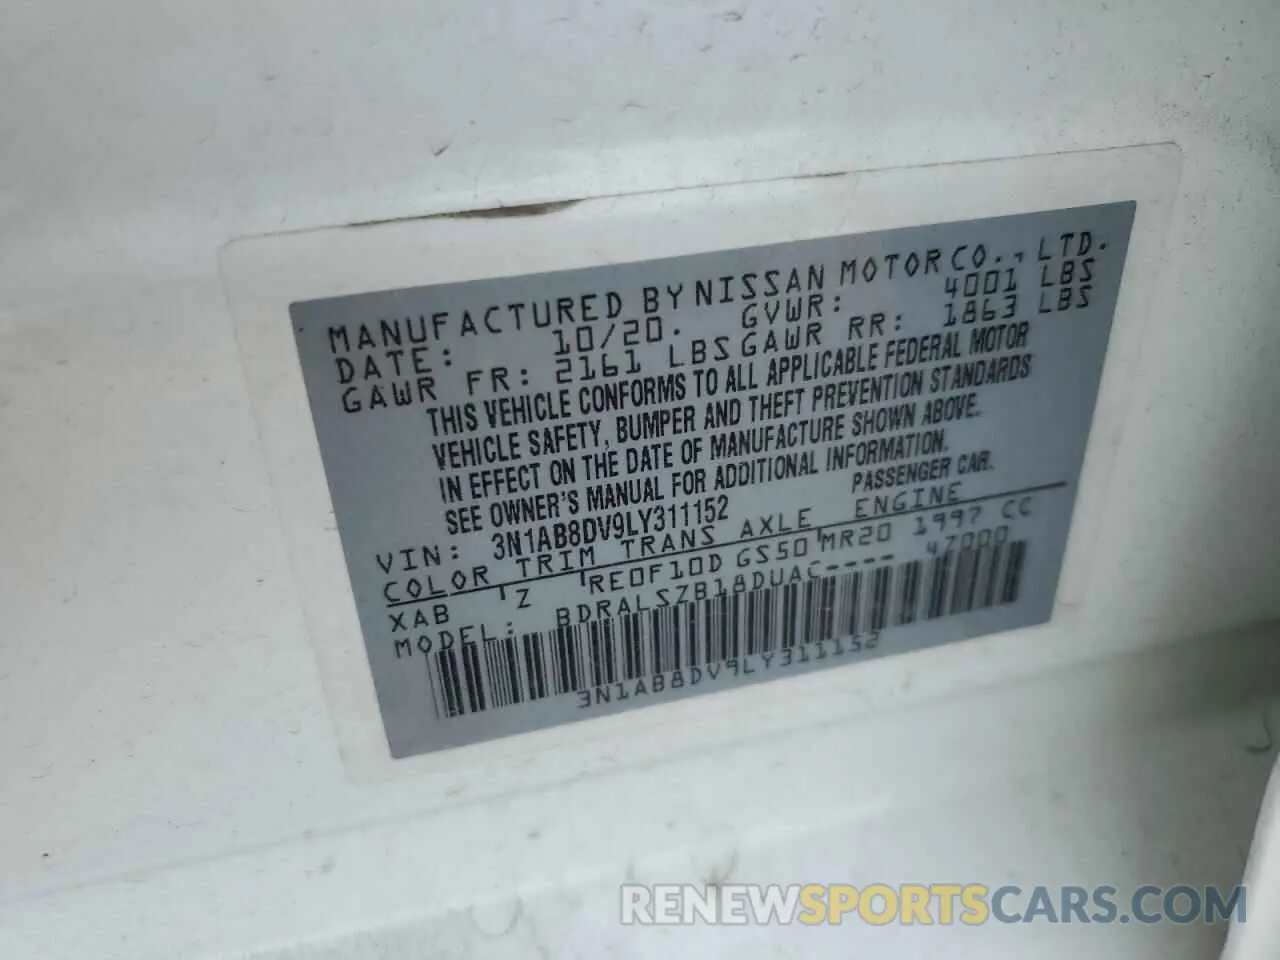 MANUFACTURED BY NISSAN MOTOR CO., LTD.
DATE: 10/20. GVWR: 4001 LBS
GAWR FR: 2161 LBS GAWR RR: 1863 LBS
THIS VEHICLE CONFORMS TO ALL APPLICABLE FEDERAL MOTOR
VEHICLE SAFETY, BUMPER AND THEFT PREVENTION STANDARDS
IN EFFECT ON THE DATE OF MANUFACTURE SHOWN ABOVE.
SEE OWNER'S MANUAL FOR ADDITIONAL INFORMATION.
VIN: 3N1AB8DV9LY311152 PASSENGER CAR.
COLOR TRIM TRANS AXLE ENGINE
XAB Z RE0F10D GS50 MR20 1997 CC
MODEL: BDRALSZB18DUAC---- 47000
3N1AB8DV9LY311152
RENEWSPORTSCARS.COM